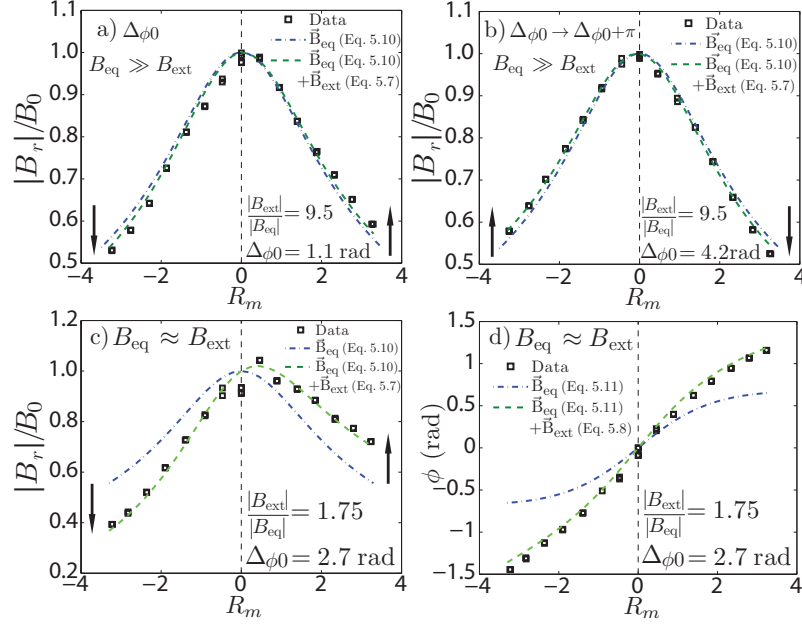 a) Δϕ0
Beq ≫ Bext
Data
B⃗eq (Eq. 5.10)
B⃗eq (Eq. 5.10)
+B⃗ext (Eq. 5.7)
|Bext|/|Beq| = 9.5
Δϕ0 = 1.1 rad
|Br|/B0
1.0
0.9
0.8
0.7
0.6
0.5
−4 −2 0 2 4
Rm
b) Δϕ0 → Δϕ0+π
Beq ≫ Bext
Data
B⃗eq (Eq. 5.10)
B⃗eq (Eq. 5.10)
+B⃗ext (Eq. 5.7)
|Bext|/|Beq| = 9.5
Δϕ0 = 4.2rad
|Br|/B0
1.0
0.9
0.8
0.7
0.6
0.5
−4 −2 0 2 4
Rm
c) Beq ≈ Bext
Data
B⃗eq (Eq. 5.10)
B⃗eq (Eq. 5.10)
+B⃗ext (Eq. 5.7)
|Bext|/|Beq| = 1.75
Δϕ0 = 2.7 rad
|Br|/B0
1.2
1.0
0.8
0.6
0.4
0.2
−4 −2 0 2 4
Rm
d) Beq ≈ Bext
Data
B⃗eq (Eq. 5.11)
B⃗eq (Eq. 5.11)
+B⃗ext (Eq. 5.8)
|Bext|/|Beq| = 1.75
Δϕ0 = 2.7 rad
ϕ (rad)
1.5
1
0.5
0
−0.5
−1
−1.5
−4 −2 0 2 4
Rm